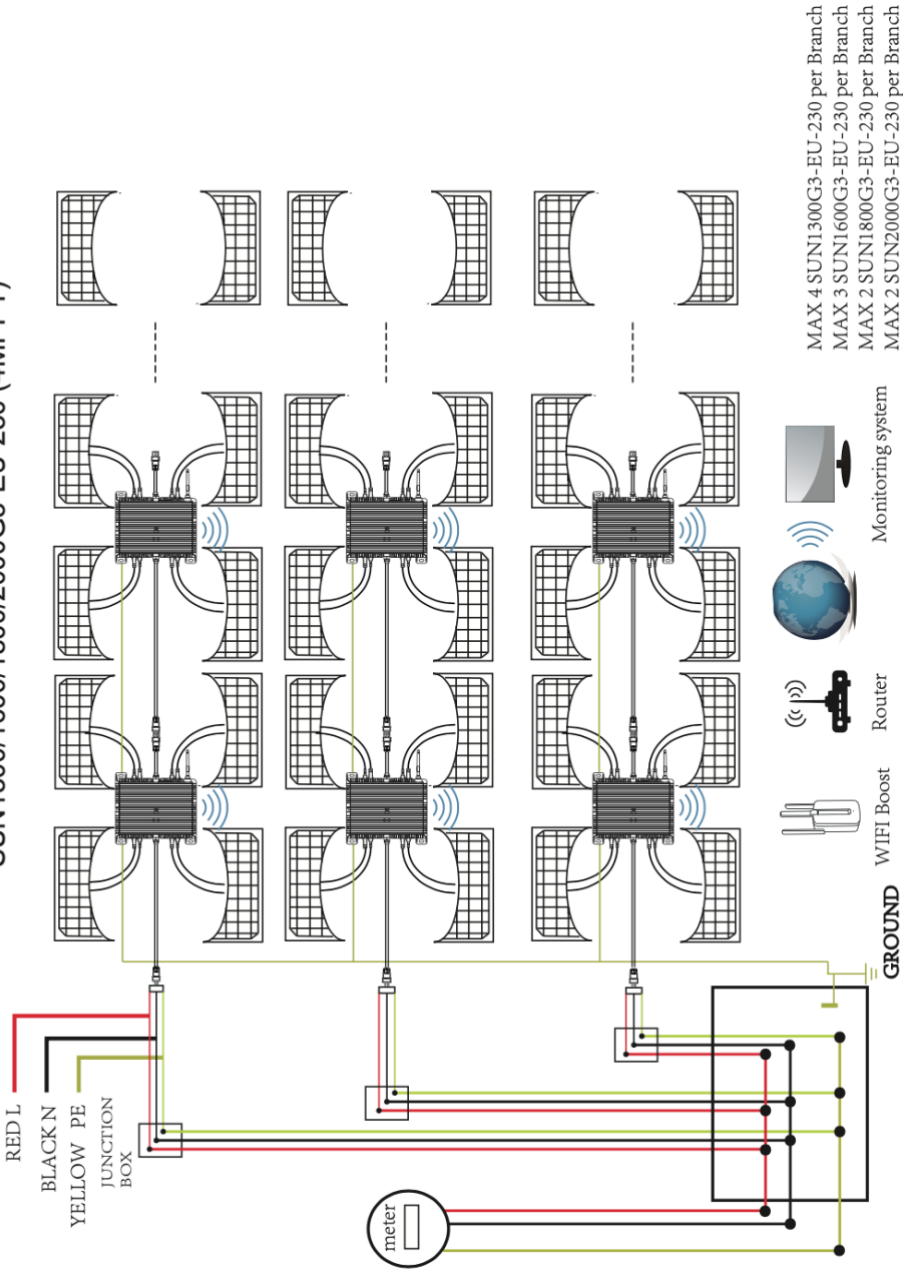 RED L
BLACK N
YELLOW PE
JUNCTION
BOX
meter
GROUND
WIFI Boost
Router
Monitoring system
MAX 4 SUN1300G3-EU-230 per Branch
MAX 3 SUN1600G3-EU-230 per Branch
MAX 2 SUN1800G3-EU-230 per Branch
MAX 2 SUN2000G3-EU-230 per Branch